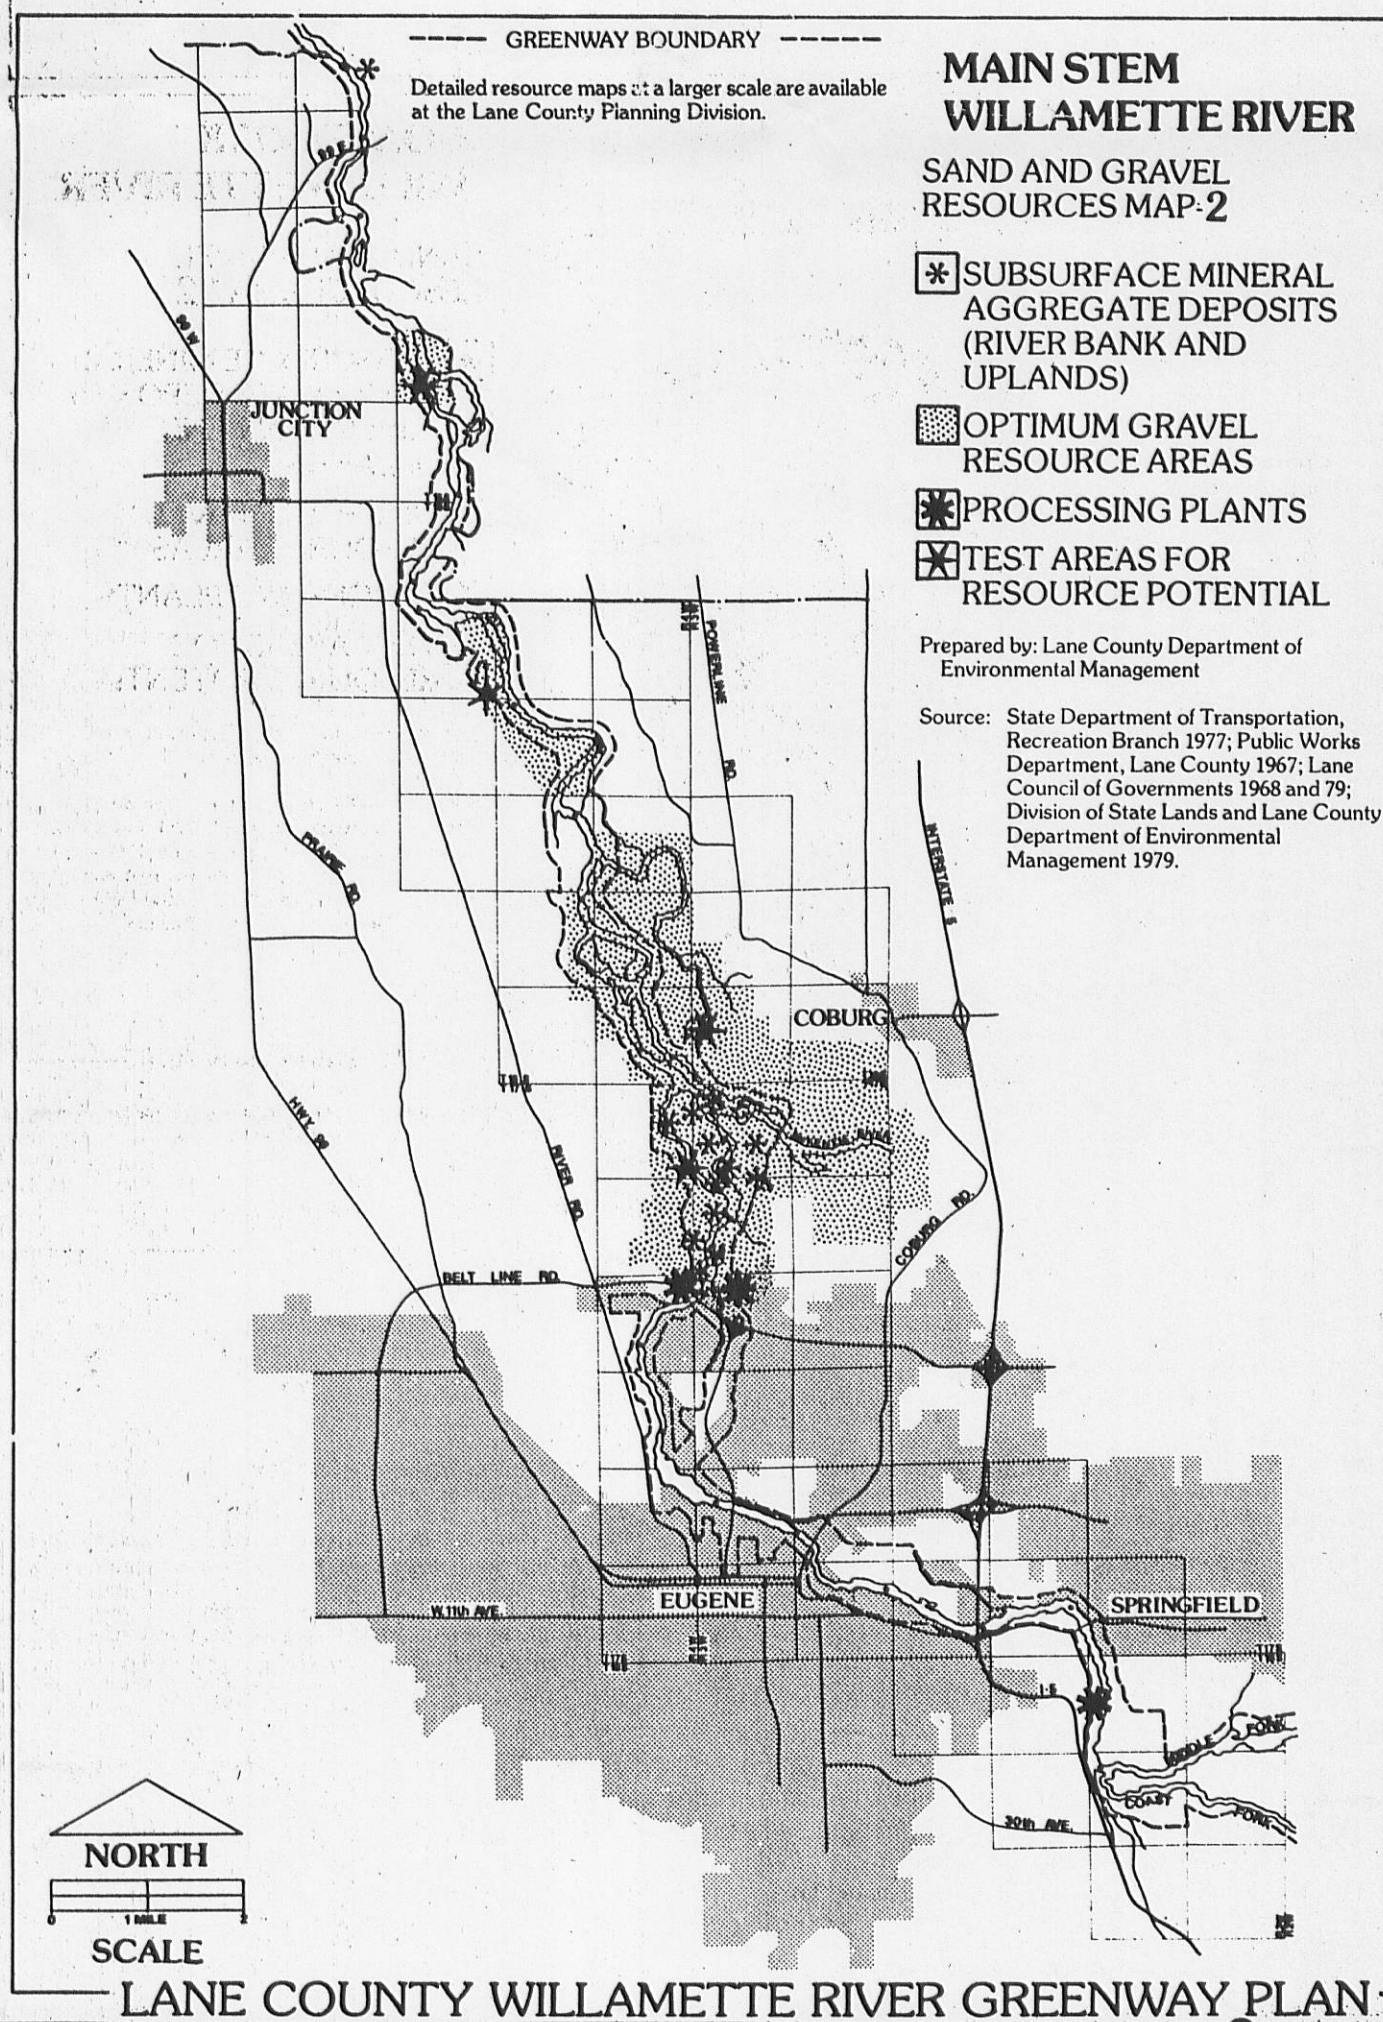 GREENWAY BOUNDARY
Detailed resource maps at a larger scale are available
at the Lane County Planning Division.
MAIN STEM
WILLAMETTE RIVER
SAND AND GRAVEL
RESOURCES MAP-2
SUBSURFACE MINERAL
AGGREGATE DEPOSITS
(RIVER BANK AND
UPLANDS)
OPTIMUM GRAVEL
RESOURCE AREAS
PROCESSING PLANTS
TEST AREAS FOR
RESOURCE POTENTIAL
Prepared by: Lane County Department of
Environmental Management
Source: State Department of Transportation,
Recreation Branch 1977; Public Works
Department, Lane County 1967; Lane
Council of Governments 1968 and 79;
Division of State Lands and Lane County
Department of Environmental
Management 1979.
99 E
99 W
JUNCTION
CITY
POWERLINE
RD.
INTERSTATE 5
PRAIRIE RD.
COBURG
HWY. 99
RIVER RD.
McKENZIE RIVER
COBURG RD.
BELT LINE RD.
EUGENE
W. 11th AVE.
SPRINGFIELD
I-5
MIDDLE FORK
COAST FORK
30th AVE.
NORTH
0 1 MILE 2
SCALE
LANE COUNTY WILLAMETTE RIVER GREENWAY PLAN